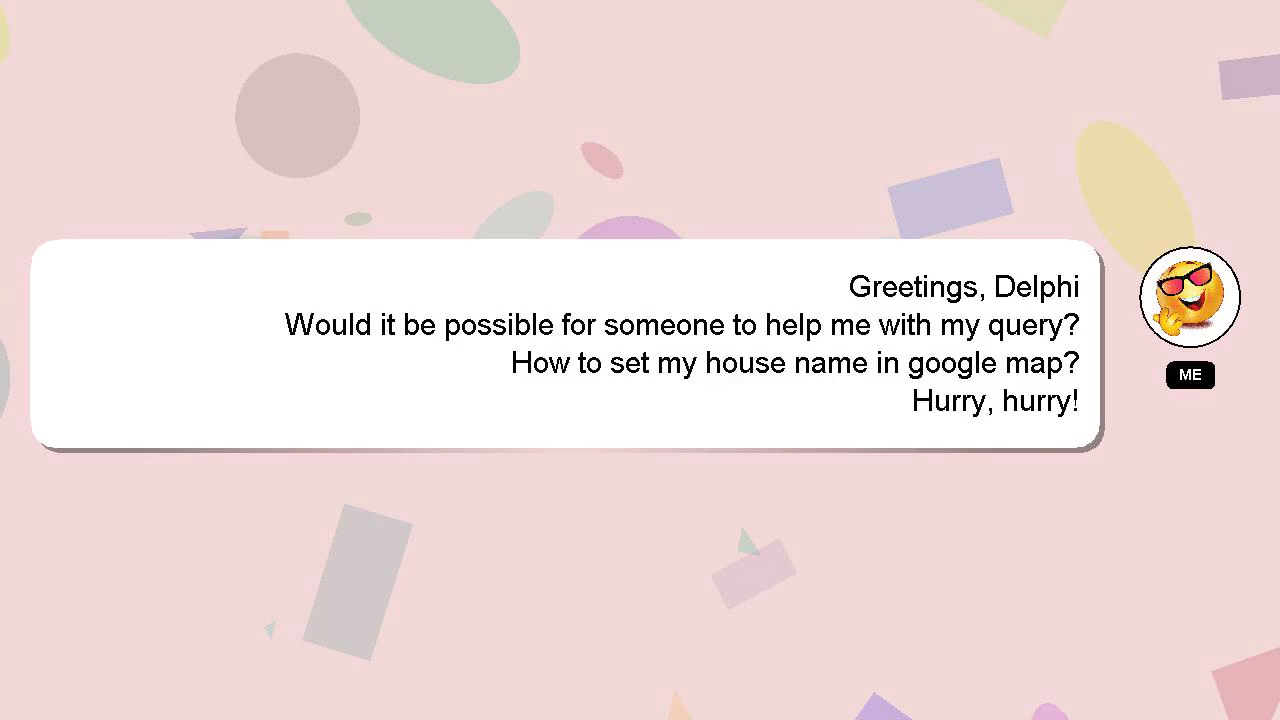 Greetings, Delphi
Would it be possible for someone to help me with my query?
How to set my house name in google map?
Hurry, hurry!
ME